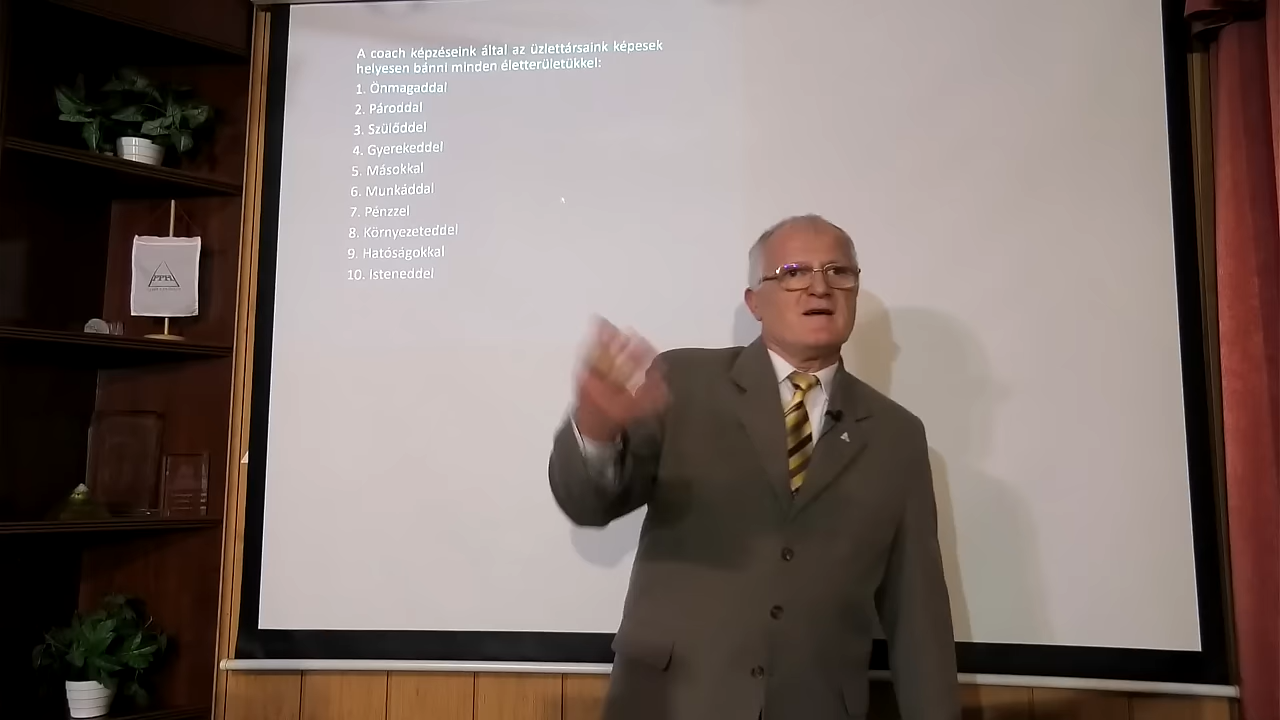 A coach képzéseink által az üzlettársaink képesek
helyesen bánni minden életterületükkel:
1. Önmagaddal
2. Pároddal
3. Szülőddel
4. Gyerekeddel
5. Másokkal
6. Munkáddal
7. Pénzzel
8. Környezeteddel
9. Hatóságokkal
10. Isteneddel